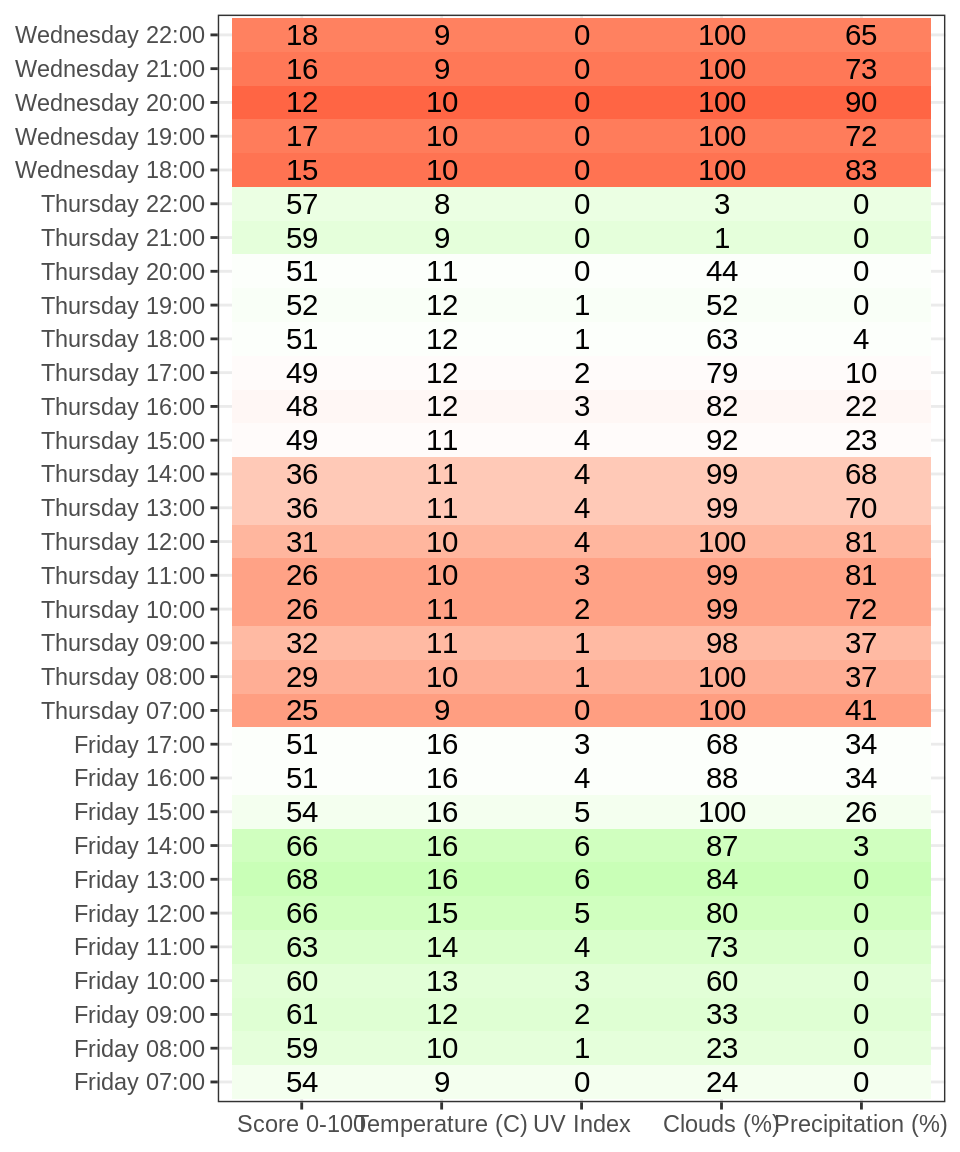 Wednesday 22:00 18 9 0 100 65
Wednesday 21:00 16 9 0 100 73
Wednesday 20:00 12 10 0 100 90
Wednesday 19:00 17 10 0 100 72
Wednesday 18:00 15 10 0 100 83
Thursday 22:00 57 8 0 3 0
Thursday 21:00 59 9 0 1 0
Thursday 20:00 51 11 0 44 0
Thursday 19:00 52 12 1 52 0
Thursday 18:00 51 12 1 63 4
Thursday 17:00 49 12 2 79 10
Thursday 16:00 48 12 3 82 22
Thursday 15:00 49 11 4 92 23
Thursday 14:00 36 11 4 99 68
Thursday 13:00 36 11 4 99 70
Thursday 12:00 31 10 4 100 81
Thursday 11:00 26 10 3 99 81
Thursday 10:00 26 11 2 99 72
Thursday 09:00 32 11 1 98 37
Thursday 08:00 29 10 1 100 37
Thursday 07:00 25 9 0 100 41
Friday 17:00 51 16 3 68 34
Friday 16:00 51 16 4 88 34
Friday 15:00 54 16 5 100 26
Friday 14:00 66 16 6 87 3
Friday 13:00 68 16 6 84 0
Friday 12:00 66 15 5 80 0
Friday 11:00 63 14 4 73 0
Friday 10:00 60 13 3 60 0
Friday 09:00 61 12 2 33 0
Friday 08:00 59 10 1 23 0
Friday 07:00 54 9 0 24 0
Score 0-100 Temperature (C) UV Index Clouds (%) Precipitation (%)